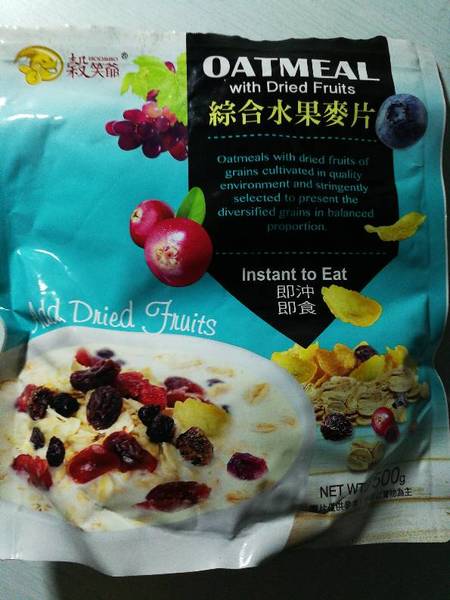 穀笑爺®
OATMEAL
with Dried Fruits
綜合水果麥片
Oatmeals with dried fruits of
grains cultivated in quality
environment and stringently
selected to present the
diversified grains in balanced
proportion.
Instant to Eat
即沖
即食
Add Dried Fruits
NET WT. 500g